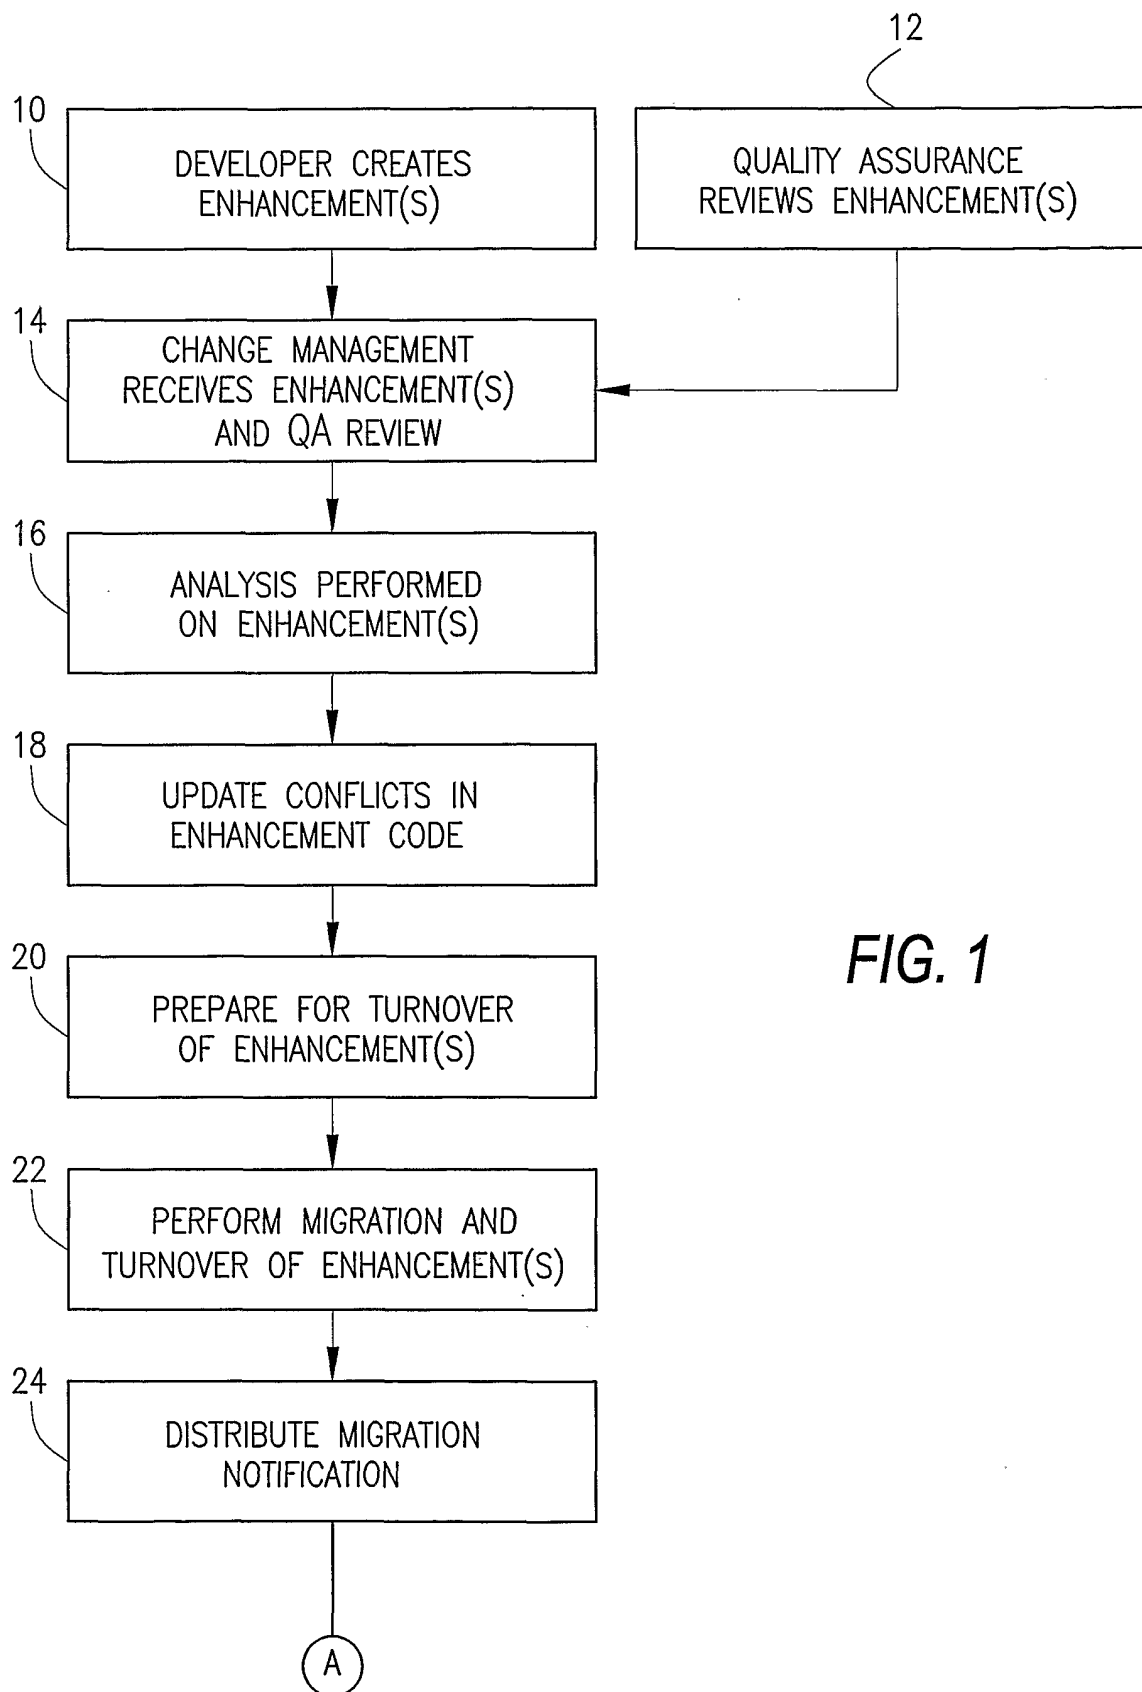 12
10
DEVELOPER CREATES
ENHANCEMENT(S)
QUALITY ASSURANCE
REVIEWS ENHANCEMENT(S)
14
CHANGE MANAGEMENT
RECEIVES ENHANCEMENT(S)
AND QA REVIEW
16
ANALYSIS PERFORMED
ON ENHANCEMENT(S)
18
UPDATE CONFLICTS IN
ENHANCEMENT CODE
20
PREPARE FOR TURNOVER
OF ENHANCEMENT(S)
FIG. 1
22
PERFORM MIGRATION AND
TURNOVER OF ENHANCEMENT(S)
24
DISTRIBUTE MIGRATION
NOTIFICATION
A